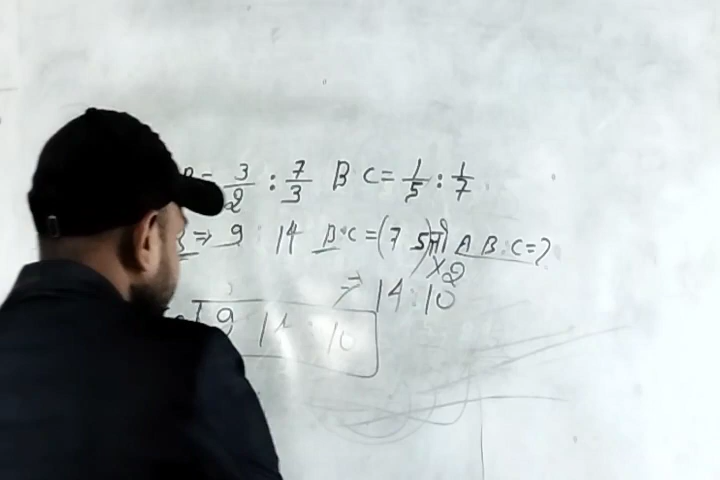 = 3/2 : 7/3 B C = 1/5 : 1/7
⇒ 9 : 14 B:C = (7 5) तो A B:C=?
×2
⇒ 14:10
9 14 : 10